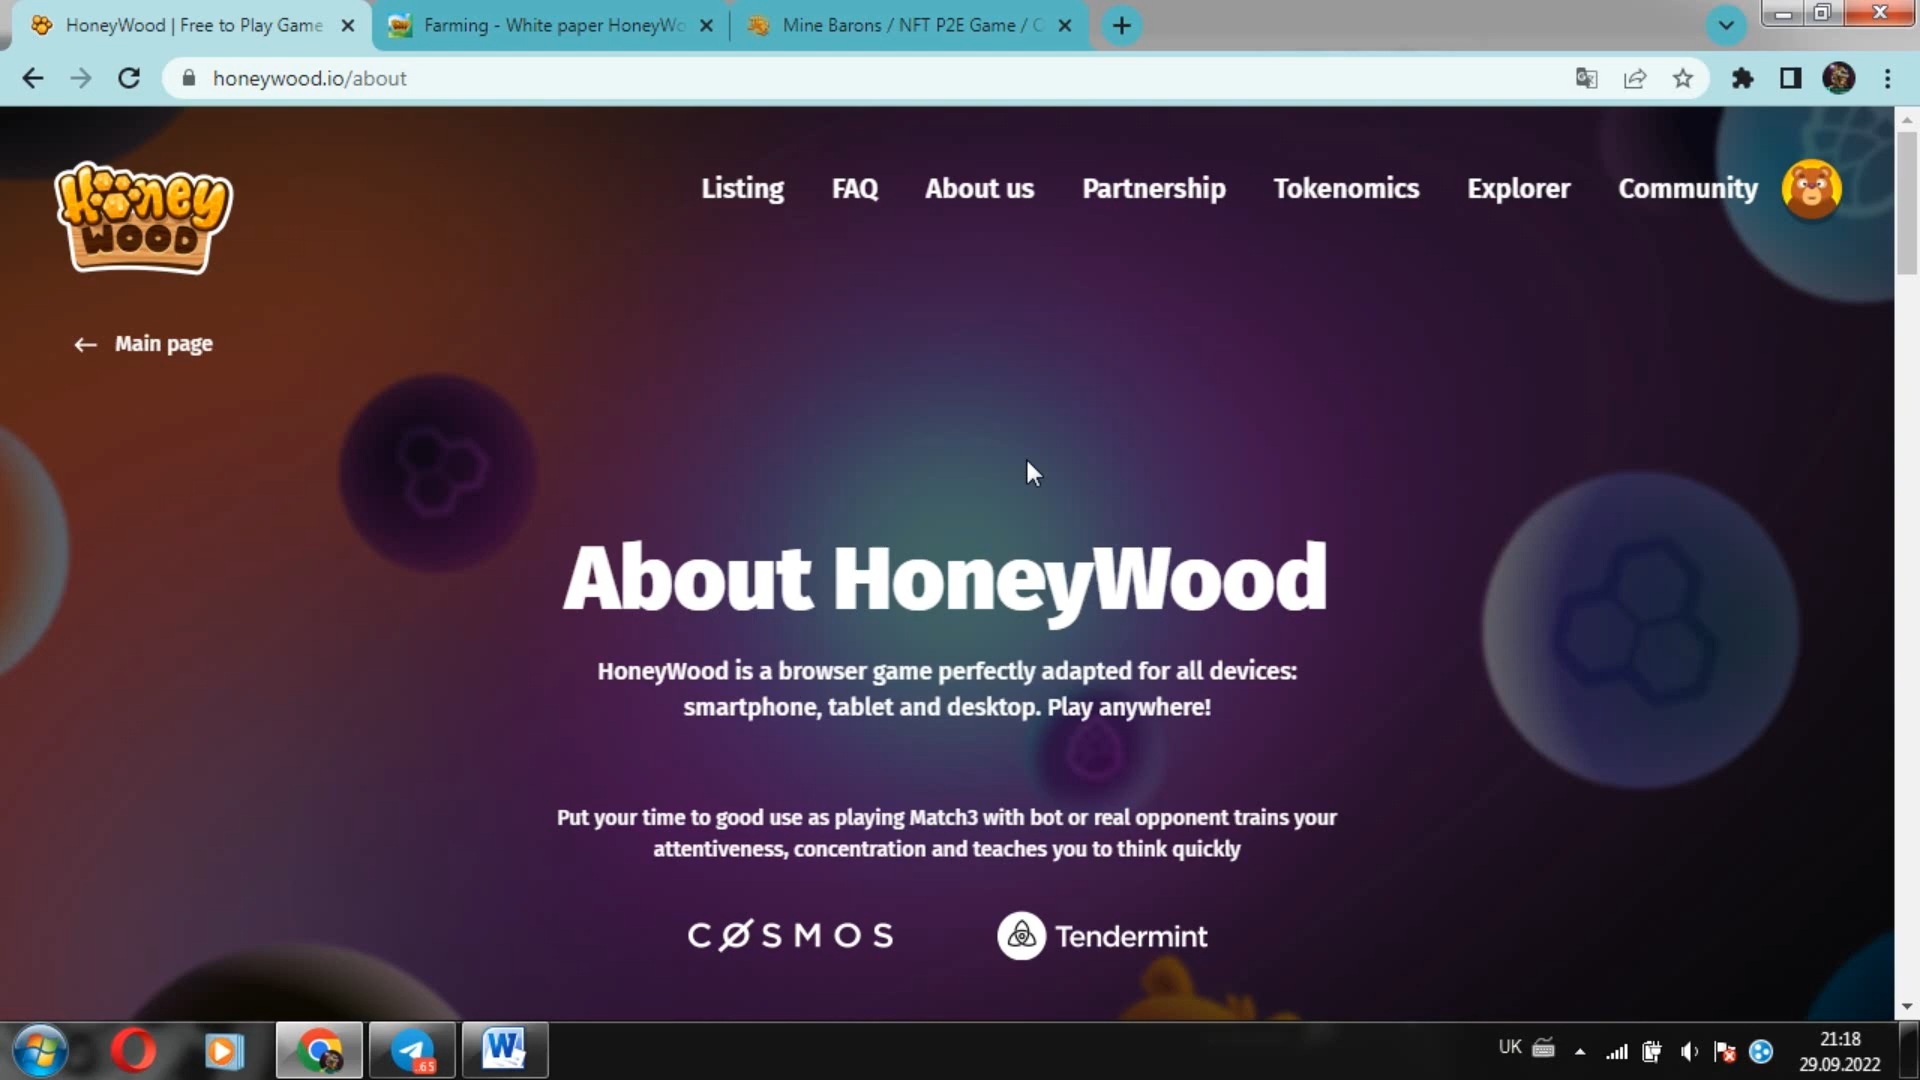 HoneyWood | Free to Play Game
Farming - White paper HoneyWo
Mine Barons / NFT P2E Game /
honeywood.io/about
Honey
WOOD
Listing
FAQ
About us
Partnership
Tokenomics
Explorer
Community
← Main page
About HoneyWood
HoneyWood is a browser game perfectly adapted for all devices:
smartphone, tablet and desktop. Play anywhere!
Put your time to good use as playing Match3 with bot or real opponent trains your
attentiveness, concentration and teaches you to think quickly
CØSMOS
Tendermint
W
.65
UK
21:18
29.09.2022